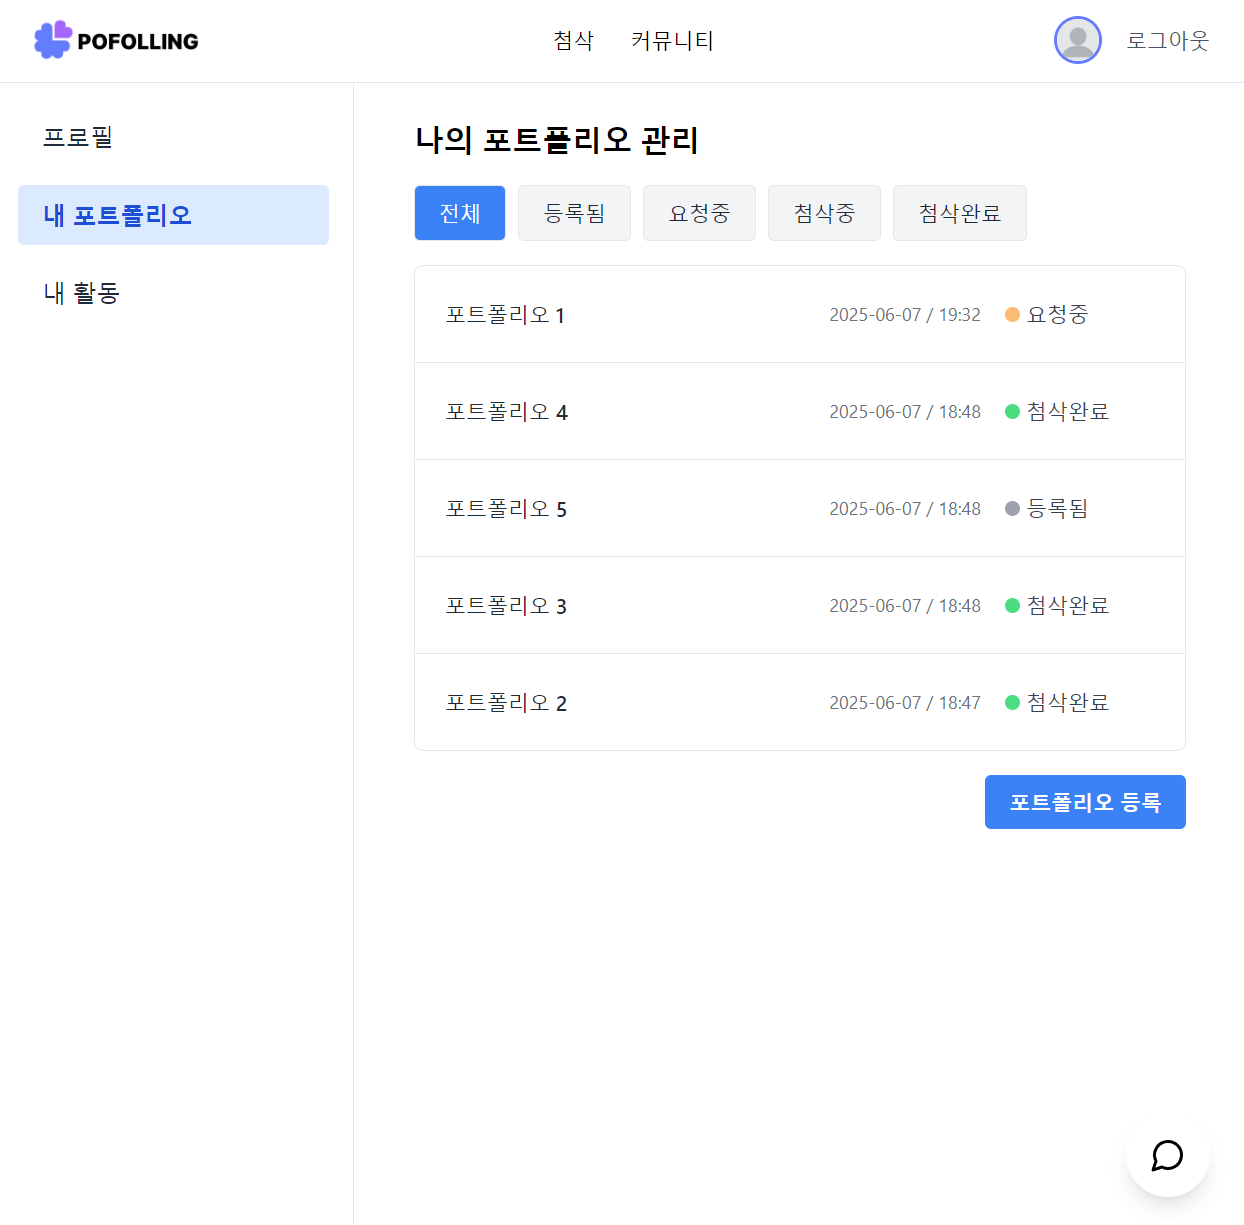 POFOLLING
첨삭 커뮤니티
로그아웃
프로필
내 포트폴리오
내 활동
나의 포트폴리오 관리
전체 등록됨 요청중 첨삭중 첨삭완료
포트폴리오 1 2025-06-07 / 19:32 요청중
포트폴리오 4 2025-06-07 / 18:48 첨삭완료
포트폴리오 5 2025-06-07 / 18:48 등록됨
포트폴리오 3 2025-06-07 / 18:48 첨삭완료
포트폴리오 2 2025-06-07 / 18:47 첨삭완료
포트폴리오 등록